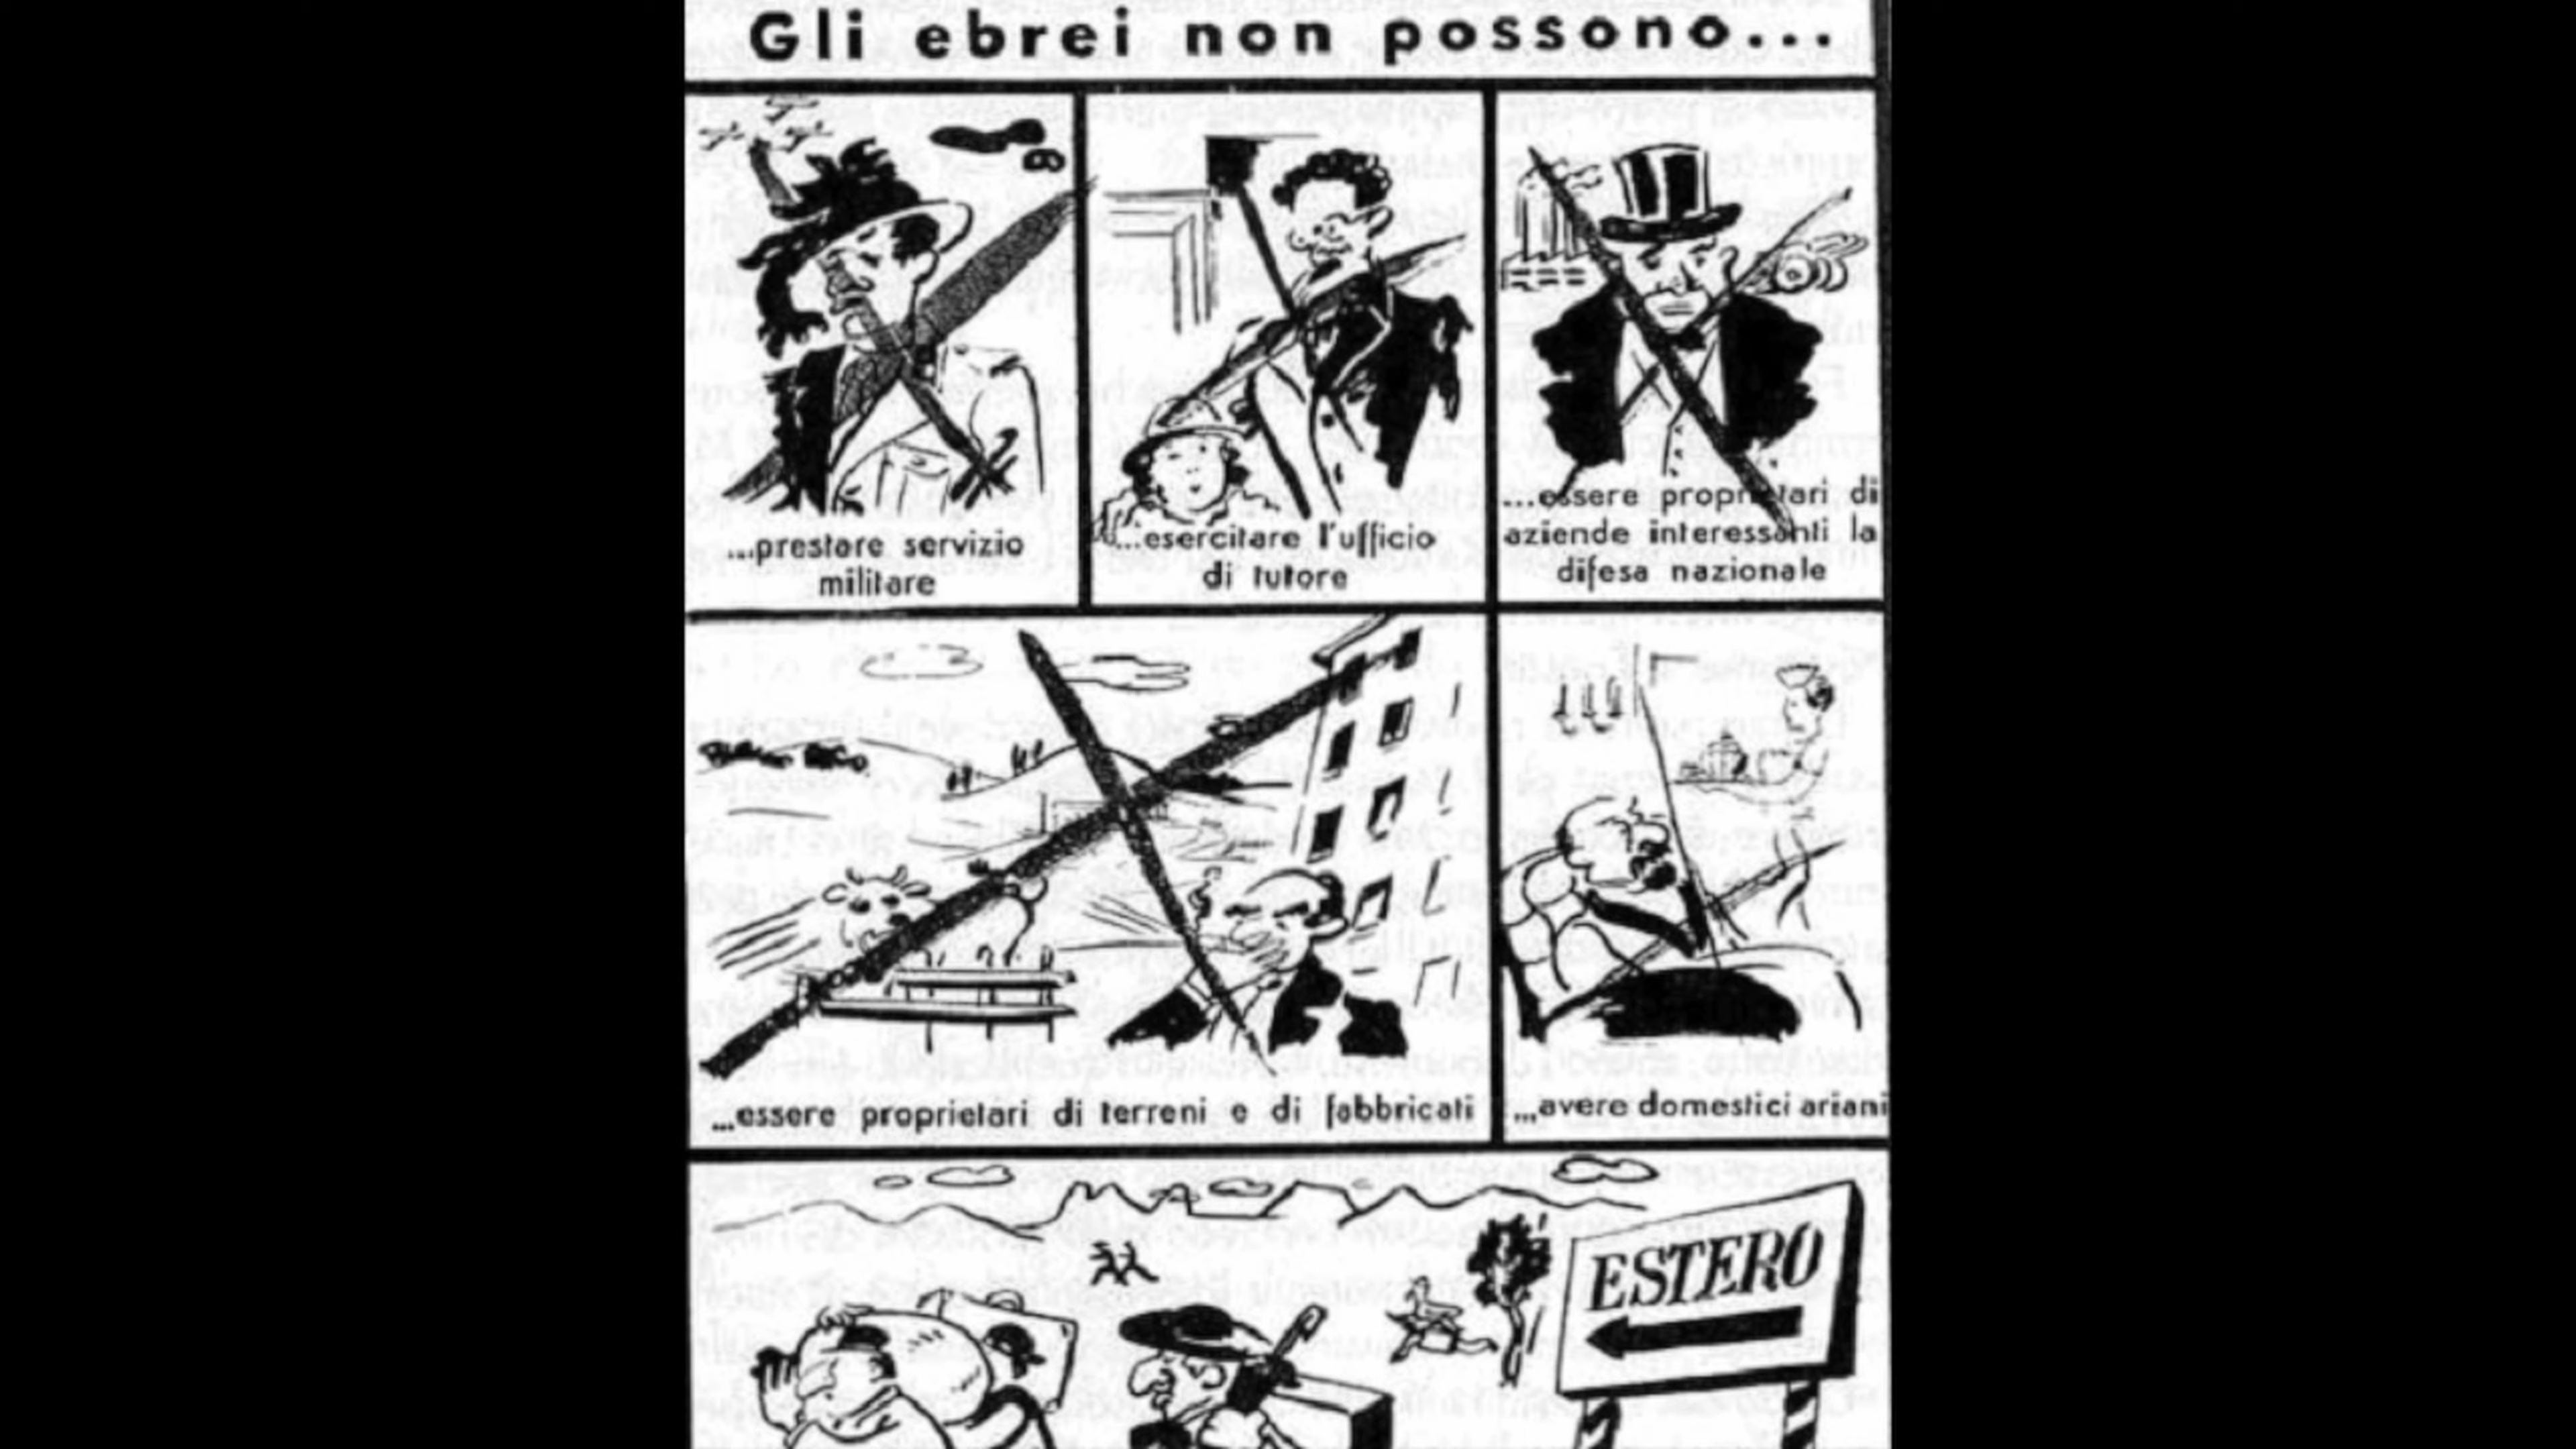 Gli ebrei non possono...
...prestare servizio
militare
...esercitare l'ufficio
di tutore
...essere proprietari di
aziende interessanti la
difesa nazionale
...essere proprietari di terreni e di fabbricati
...avere domestici ariani
ESTERO